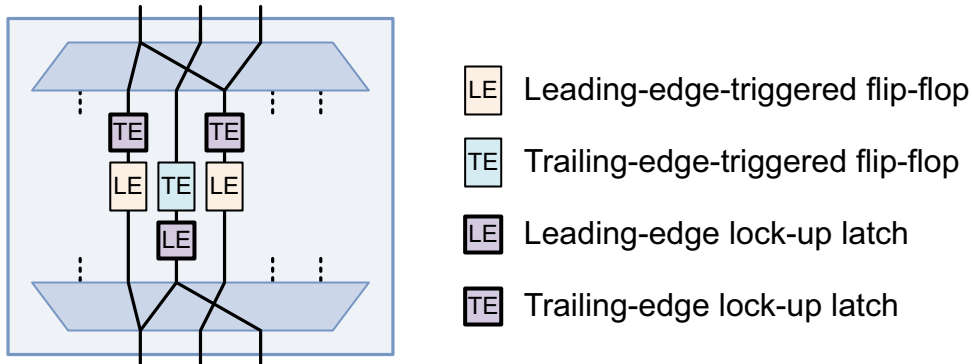 TE
TE
LE
TE
LE
LE
LE Leading-edge-triggered flip-flop
TE Trailing-edge-triggered flip-flop
LE Leading-edge lock-up latch
TE Trailing-edge lock-up latch